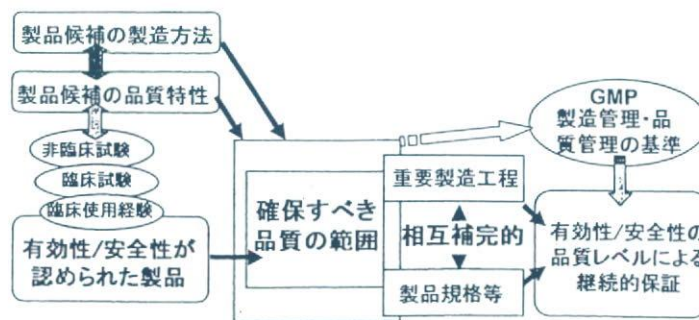 製品候補の製造方法
製品候補の品質特性
非臨床試験
臨床試験
臨床使用経験
有効性/安全性が
認められた製品
確保すべき
品質の範囲
重要製造工程
相互補完的
製品規格等
GMP
製造管理・品
質管理の基準
有効性/安全性の
品質レベルによる
継続的保証